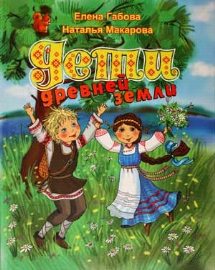 Елена Габова
Наталья Макарова
дети
древней
земли